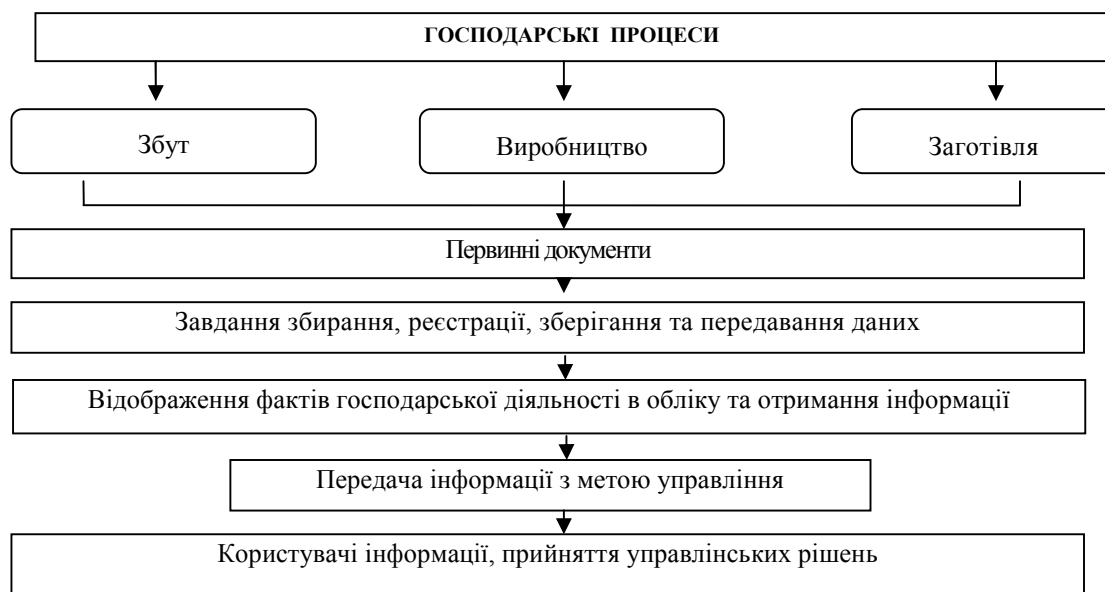 ГОСПОДАРСЬКІ ПРОЦЕСИ
Збут
Виробництво
Заготівля
Первинні документи
Завдання збирання, реєстрації, зберігання та передавання даних
Відображення фактів господарської діяльності в обліку та отримання інформації
Передача інформації з метою управління
Користувачі інформації, прийняття управлінських рішень